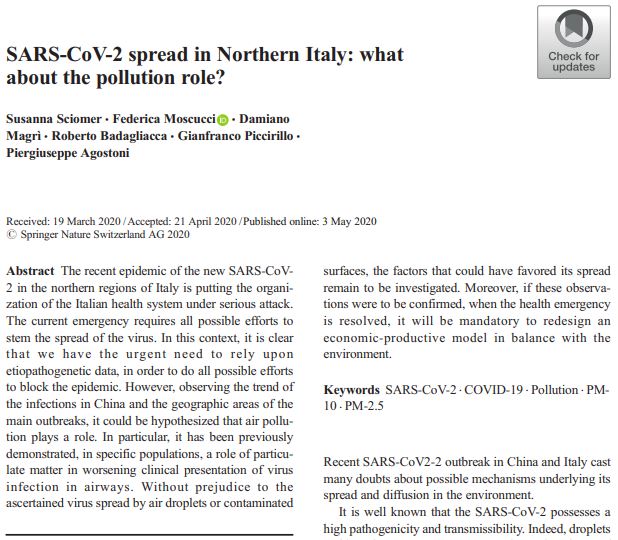 SARS-CoV-2 spread in Northern Italy: what
about the pollution role?
Check for
updates
Susanna Sciomer · Federica Moscucci · Damiano
Magrì · Roberto Badagliacca · Gianfranco Piccirillo ·
Piergiuseppe Agostoni
Received: 19 March 2020 / Accepted: 21 April 2020 / Published online: 3 May 2020
© Springer Nature Switzerland AG 2020
Abstract The recent epidemic of the new SARS-CoV-
2 in the northern regions of Italy is putting the organi-
zation of the Italian health system under serious attack.
The current emergency requires all possible efforts to
stem the spread of the virus. In this context, it is clear
that we have the urgent need to rely upon
etiopathogenetic data, in order to do all possible efforts
to block the epidemic. However, observing the trend of
the infections in China and the geographic areas of the
main outbreaks, it could be hypothesized that air pollu-
tion plays a role. In particular, it has been previously
demonstrated, in specific populations, a role of particu-
late matter in worsening clinical presentation of virus
infection in airways. Without prejudice to the
ascertained virus spread by air droplets or contaminated
surfaces, the factors that could have favored its spread
remain to be investigated. Moreover, if these observa-
tions were to be confirmed, when the health emergency
is resolved, it will be mandatory to redesign an
economic-productive model in balance with the
environment.
Keywords SARS-CoV-2 · COVID-19 · Pollution · PM-
10 · PM-2.5
Recent SARS-CoV2-2 outbreak in China and Italy cast
many doubts about possible mechanisms underlying its
spread and diffusion in the environment.
It is well known that the SARS-CoV-2 possesses a
high pathogenicity and transmissibility. Indeed, droplets